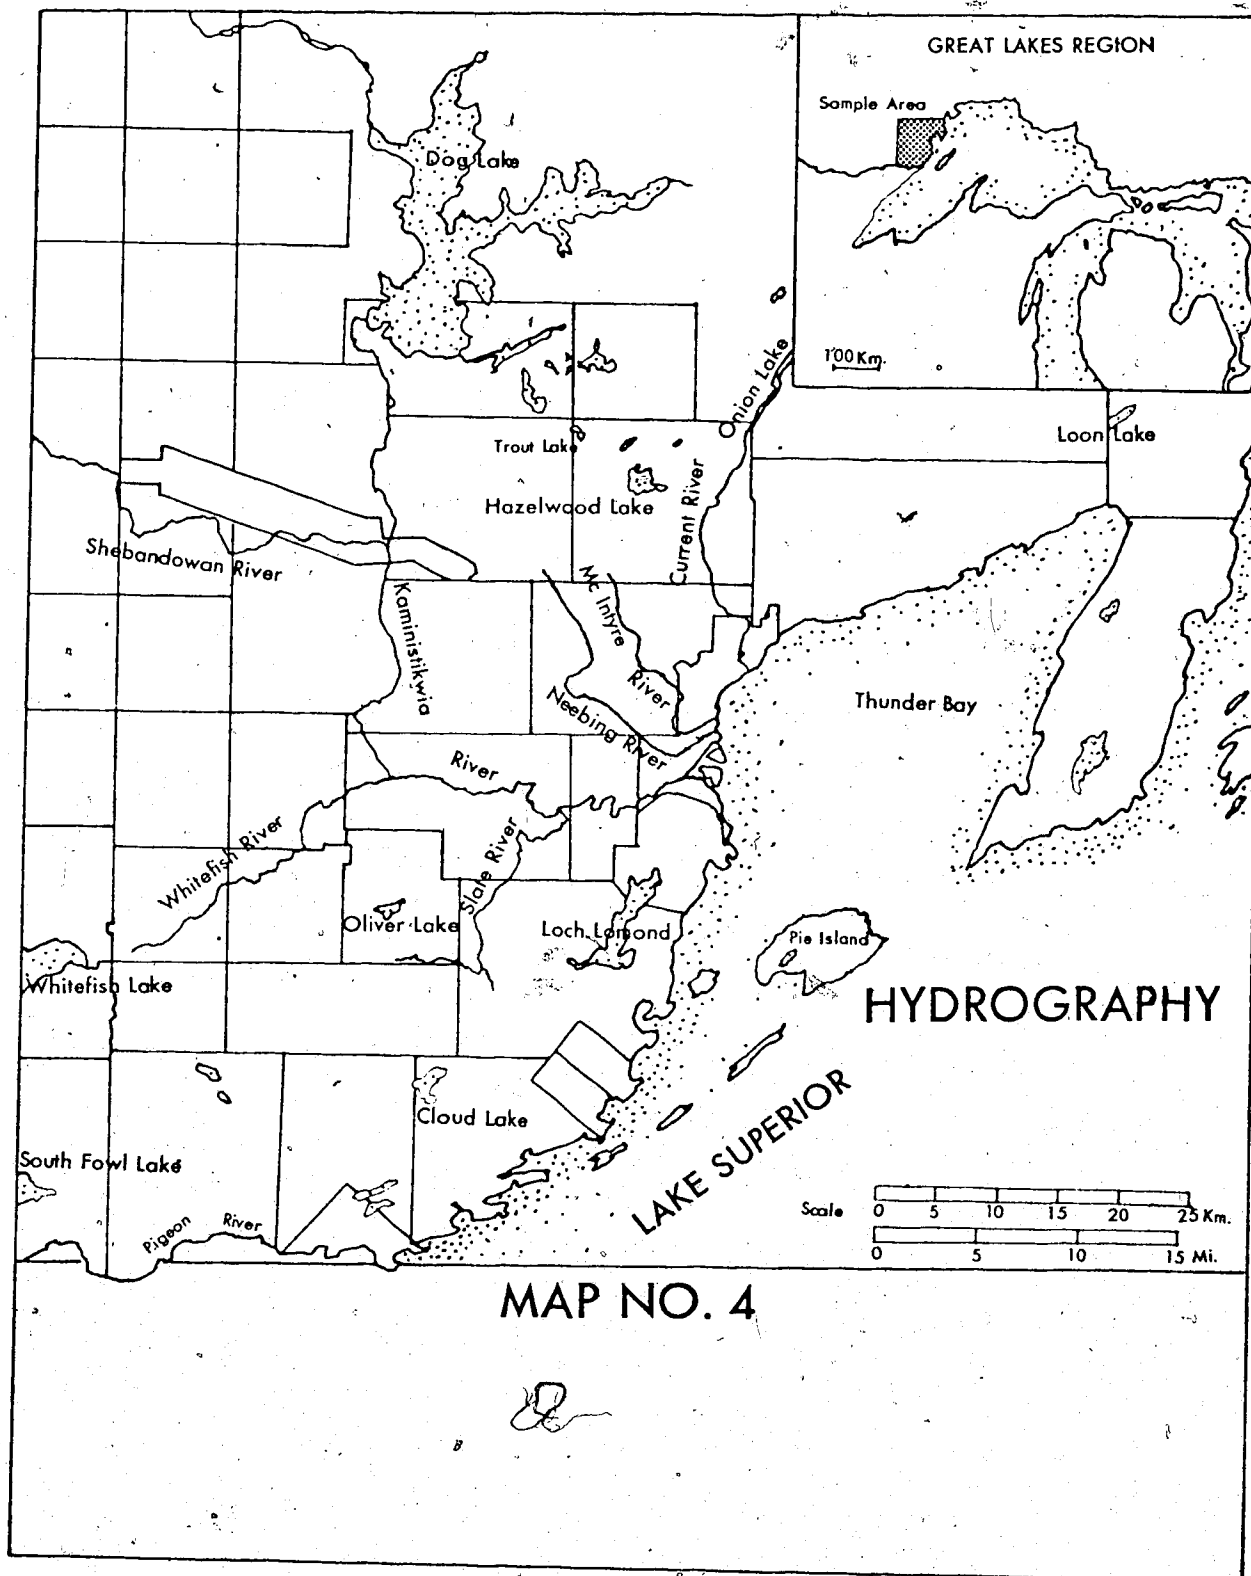 GREAT LAKES REGION
Sample Area
100 Km.
Dog Lake
Onion Lake
Loon Lake
Trout Lake
Hazelwood Lake
Current River
Shebandowan River
Kaministikwia
River
Mc Intyre
River
Neebing River
Thunder Bay
Whitefish River
Slate River
Oliver Lake
Loch Lomond
Pie Island
Whitefish Lake
HYDROGRAPHY
Cloud Lake
LAKE SUPERIOR
South Fowl Lake
Pigeon River
Scale
0 5 10 15 20 25 Km.
0 5 10 15 Mi.
MAP NO. 4